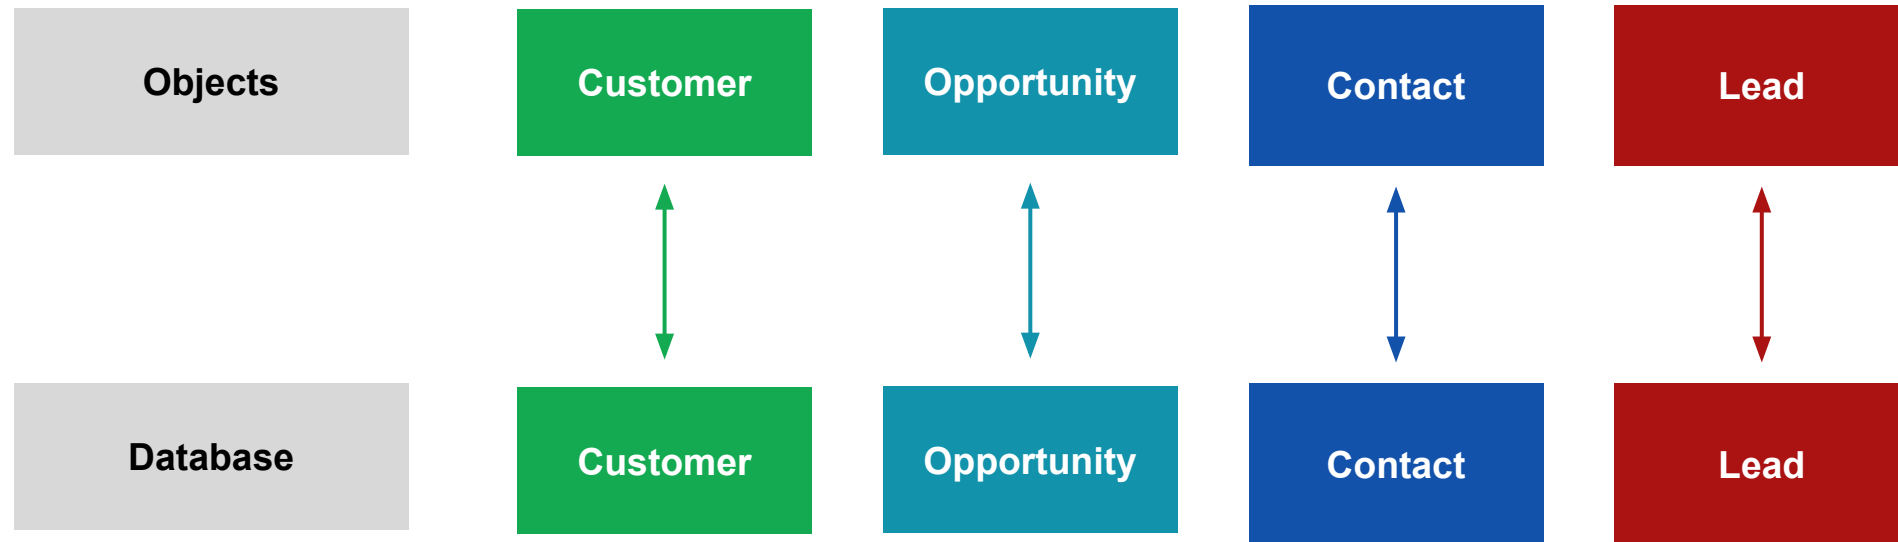 Objects
Customer
Opportunity
Contact
Lead
Database
Customer
Opportunity
Contact
Lead